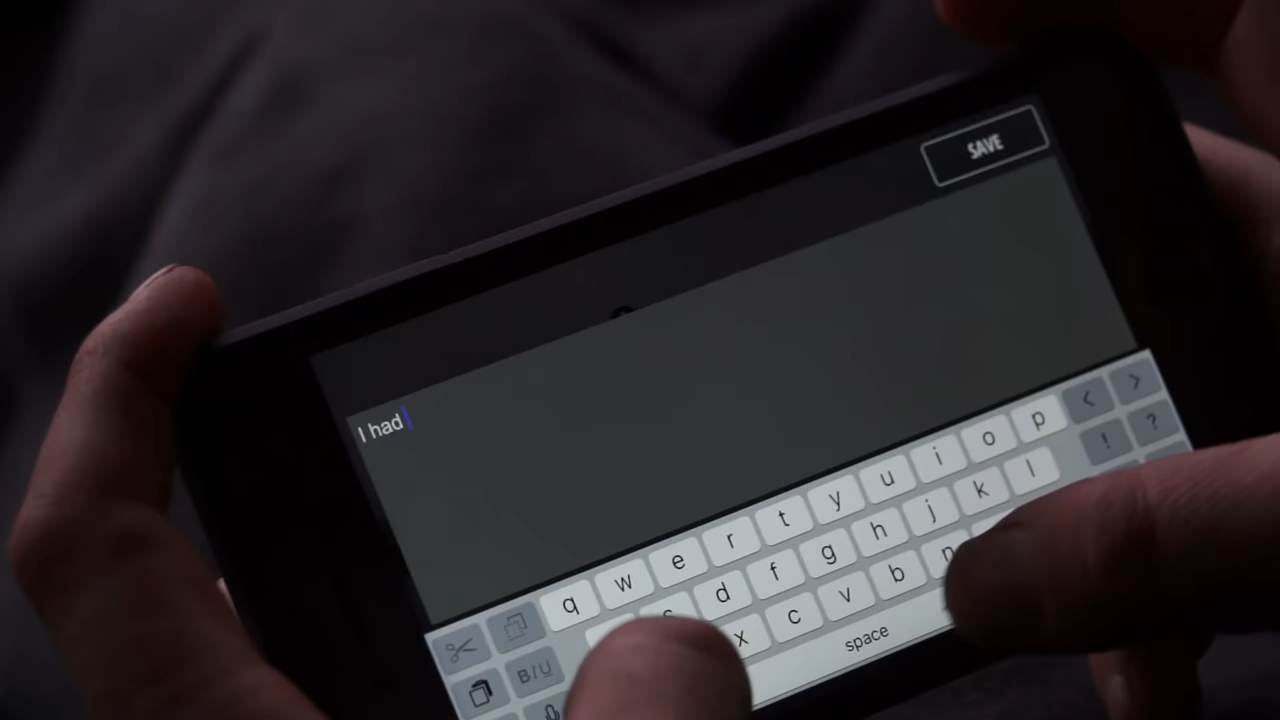 SAVE
I had
q w e r t y u i o p < >
d f g h j k l ! ?
x c v b n
B I U
space